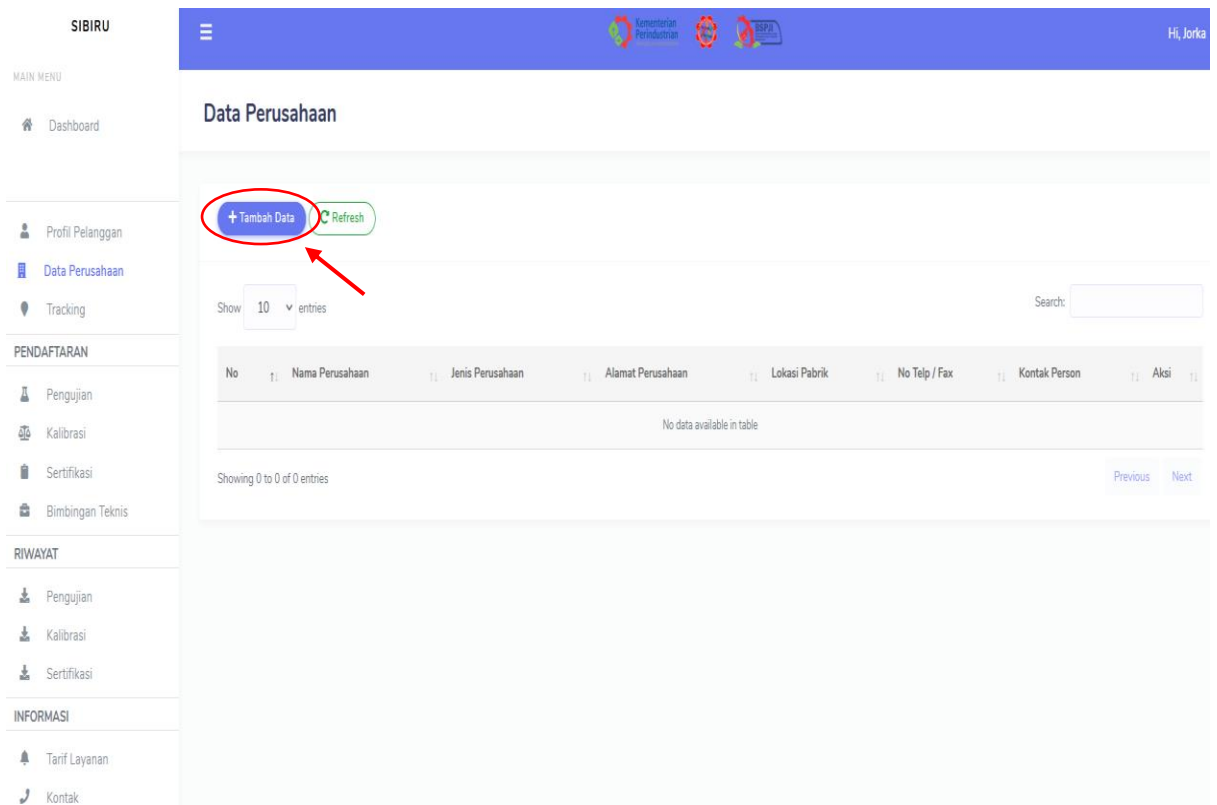 SIBIRU
Kementerian
Perindustrian
BSPJI
Hi, Jorka
MAIN MENU
Dashboard
Profil Pelanggan
Data Perusahaan
Tracking
PENDAFTARAN
Pengujian
Kalibrasi
Sertifikasi
Bimbingan Teknis
RIWAYAT
Pengujian
Kalibrasi
Sertifikasi
INFORMASI
Tarif Layanan
Kontak
Data Perusahaan
+ Tambah Data Refresh
Show 10 entries Search:
No Nama Perusahaan Jenis Perusahaan Alamat Perusahaan Lokasi Pabrik No Telp / Fax Kontak Person Aksi
No data available in table
Showing 0 to 0 of 0 entries Previous Next